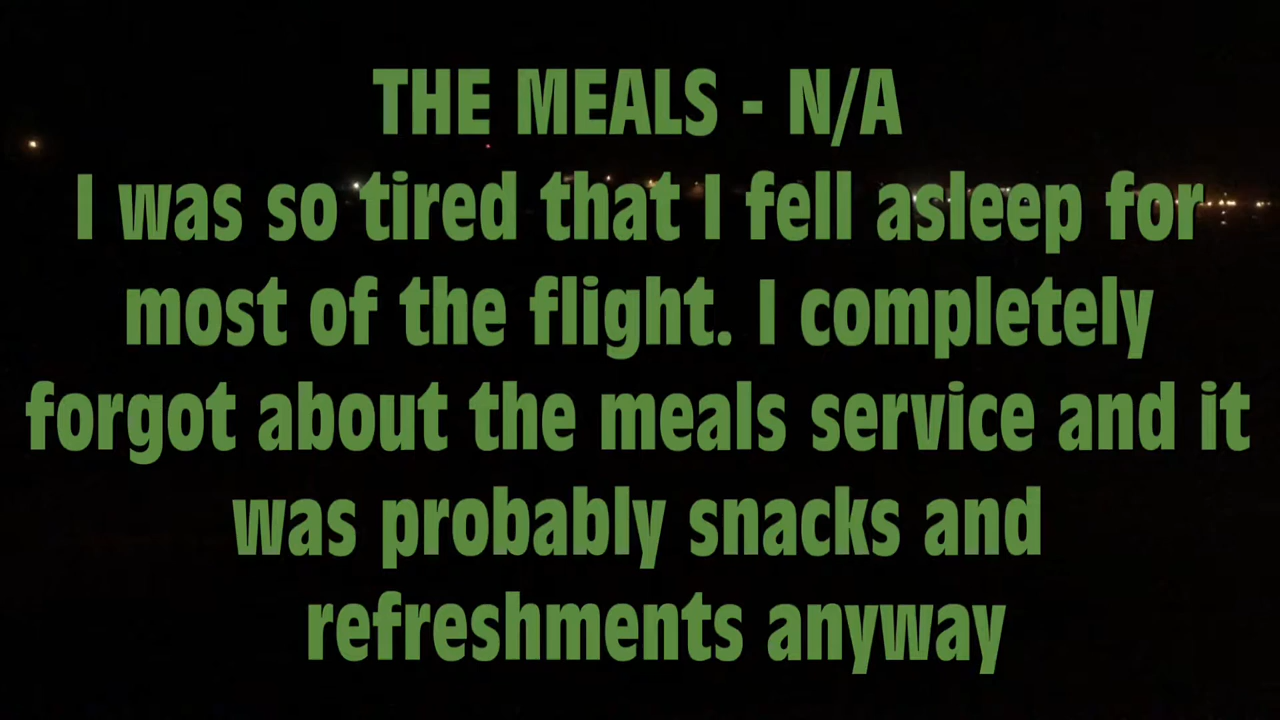 THE MEALS - N/A
I was so tired that I fell asleep for
most of the flight. I completely
forgot about the meals service and it
was probably snacks and
refreshments anyway